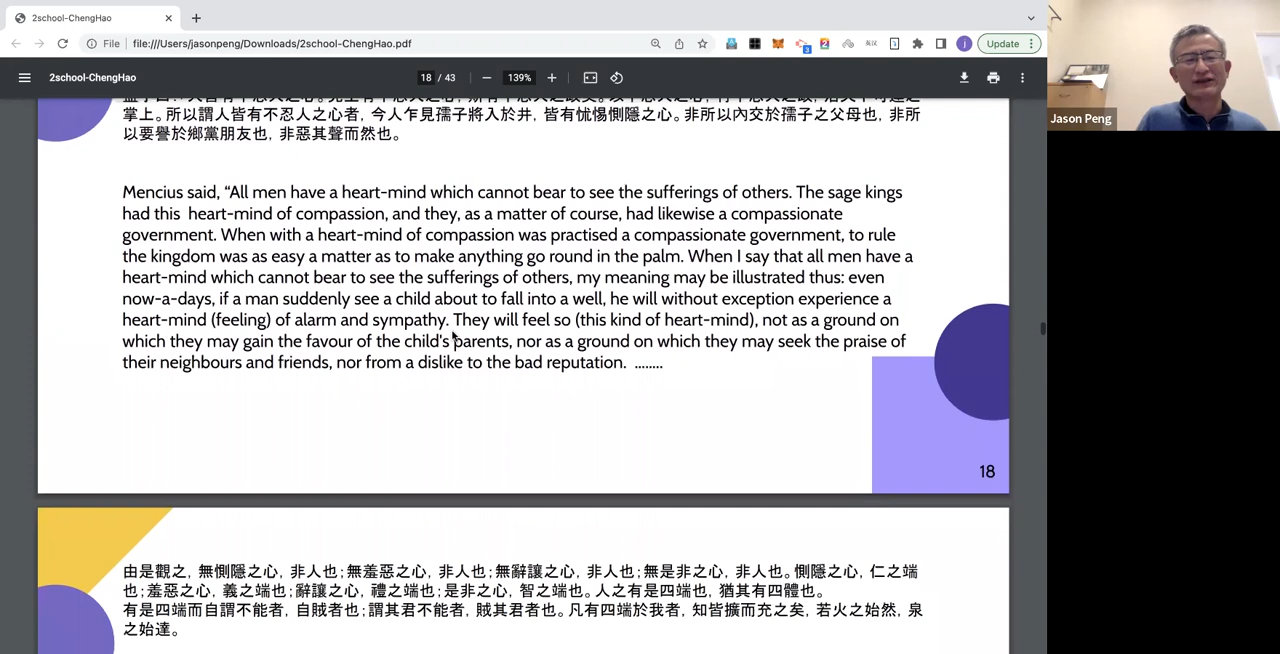 2school-ChengHao
File
file:///Users/jasonpeng/Downloads/2school-ChengHao.pdf
Update
2school-ChengHao
18 / 43
139%
Jason Peng
掌上。所以謂人皆有不忍人之心者，今人乍見孺子將入於井，皆有怵惕惻隱之心。非所以內交於孺子之父母也，非所
以要譽於鄉黨朋友也，非惡其聲而然也。
Mencius said, “All men have a heart-mind which cannot bear to see the sufferings of others. The sage kings
had this heart-mind of compassion, and they, as a matter of course, had likewise a compassionate
government. When with a heart-mind of compassion was practised a compassionate government, to rule
the kingdom was as easy a matter as to make anything go round in the palm. When I say that all men have a
heart-mind which cannot bear to see the sufferings of others, my meaning may be illustrated thus: even
now-a-days, if a man suddenly see a child about to fall into a well, he will without exception experience a
heart-mind (feeling) of alarm and sympathy. They will feel so (this kind of heart-mind), not as a ground on
which they may gain the favour of the child's parents, nor as a ground on which they may seek the praise of
their neighbours and friends, nor from a dislike to the bad reputation. ........
18
由是觀之，無惻隱之心，非人也；無羞惡之心，非人也；無辭讓之心，非人也；無是非之心，非人也。惻隱之心，仁之端
也；羞惡之心，義之端也；辭讓之心，禮之端也；是非之心，智之端也。人之有是四端也，猶其有四體也。
有是四端而自謂不能者，自賊者也；謂其君不能者，賊其君者也。凡有四端於我者，知皆擴而充之矣，若火之始然，泉
之始達。